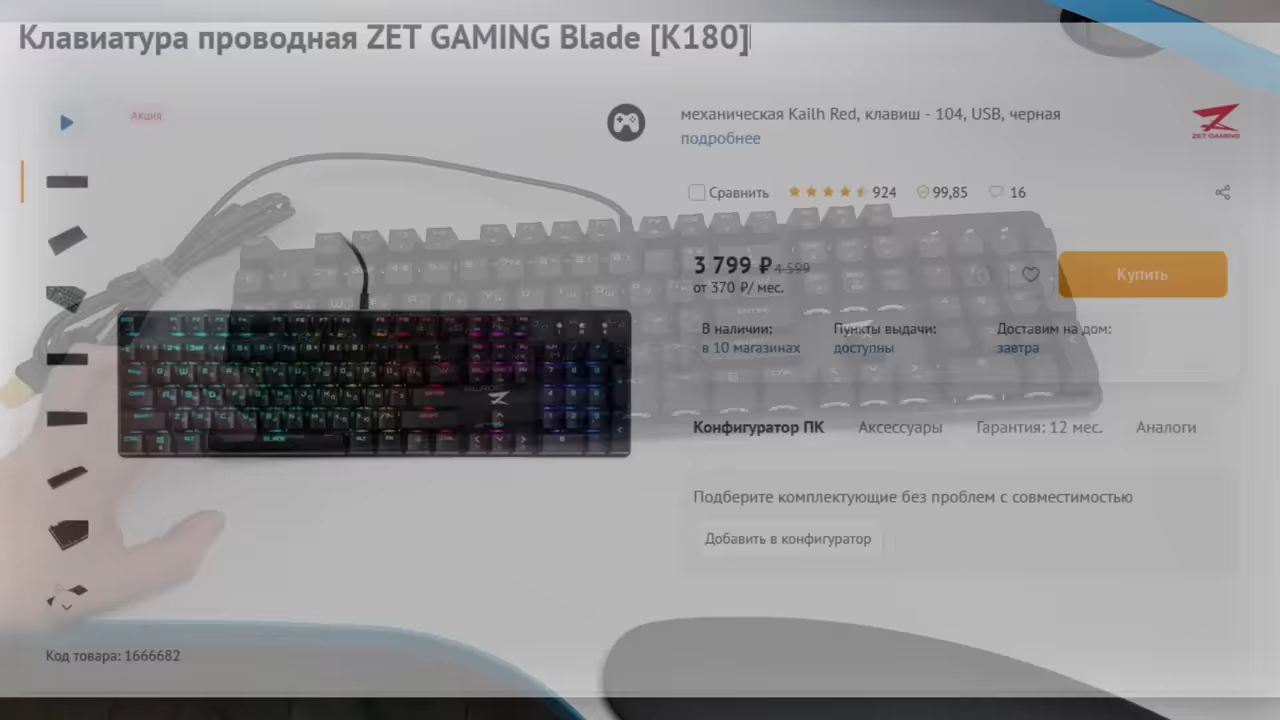 Клавиатура проводная ZET GAMING Blade [K180]
Акция
механическая Kailh Red, клавиш - 104, USB, черная
подробнее
ZET GAMING
Сравнить 924 99,85 16
3 799 ₽ 4 599
от 370 ₽/ мес.
Купить
В наличии: Пункты выдачи: Доставим на дом:
в 10 магазинах доступны завтра
Конфигуратор ПК Аксессуары Гарантия: 12 мес. Аналоги
Подберите комплектующие без проблем с совместимостью
Добавить в конфигуратор
Код товара: 1666682